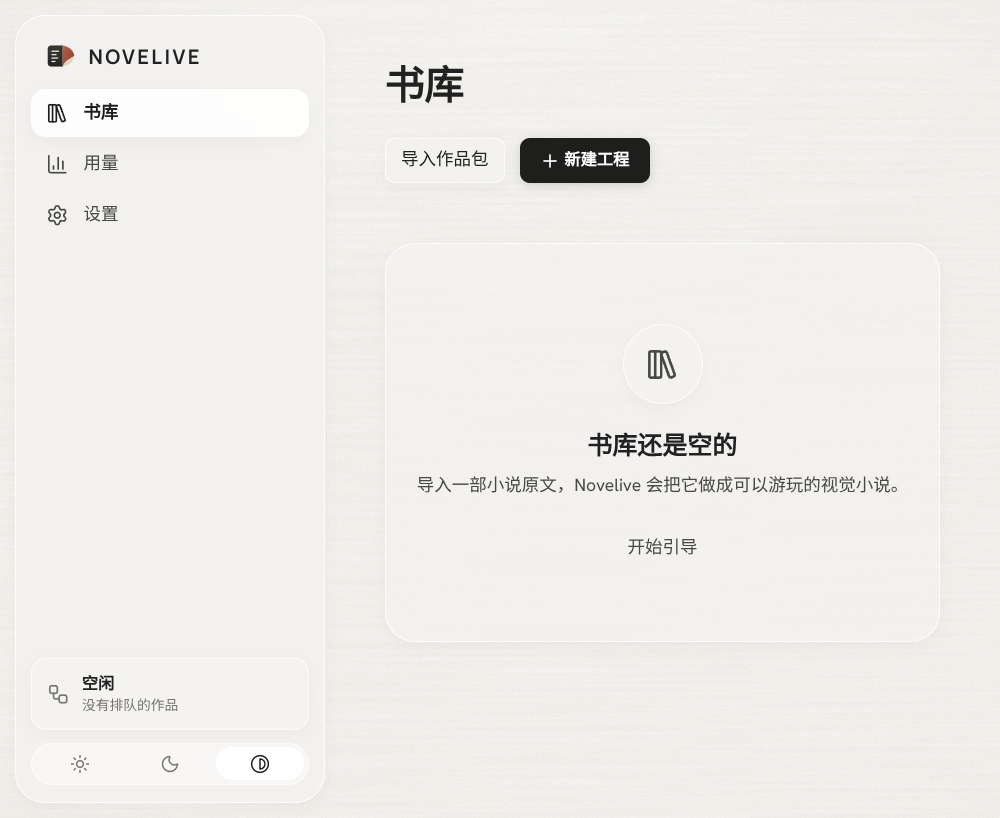 NOVELIVE
书库
用量
设置
空闲
没有排队的作品
书库
导入作品包
新建工程
书库还是空的
导入一部小说原文，Novelive 会把它做成可以游玩的视觉小说。
开始引导